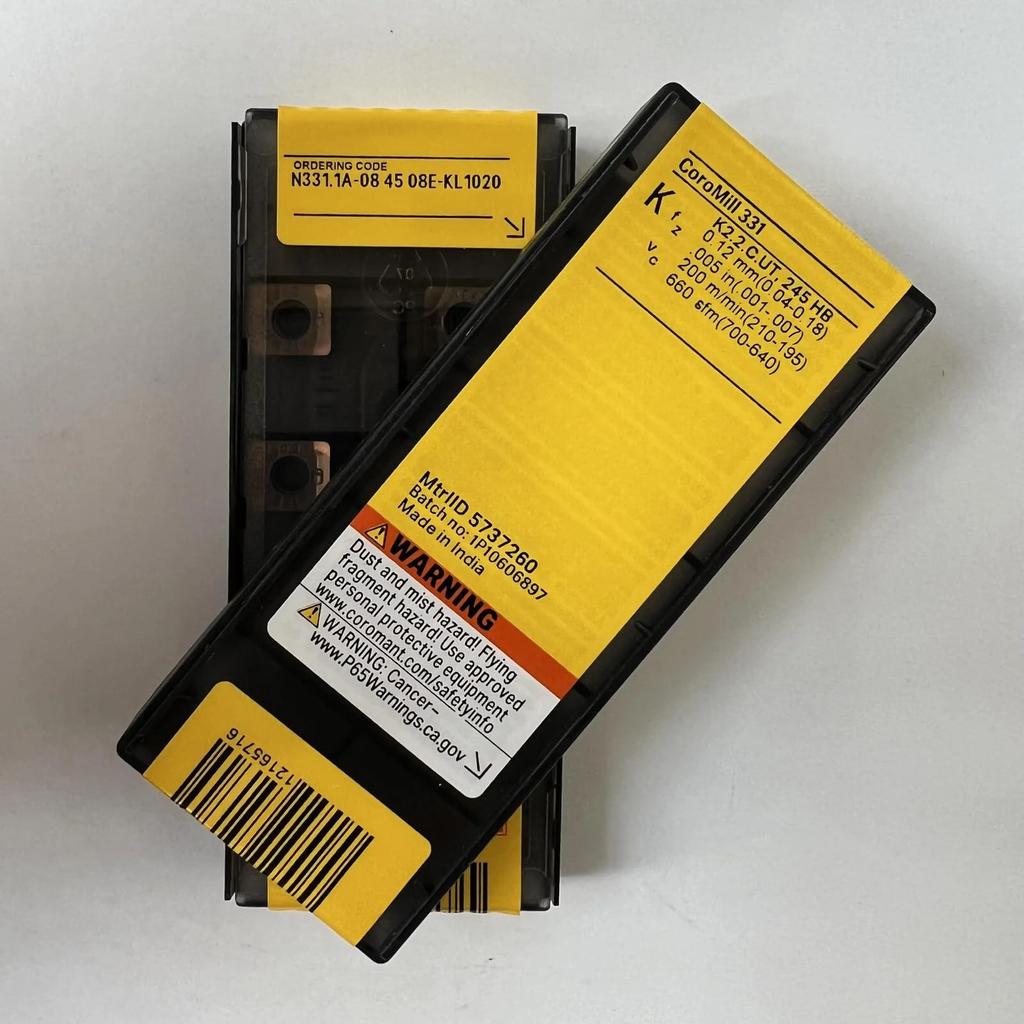 ORDERING CODE
N331.1A-08 45 08E-KL1020
CoroMill 331
K K2.2.C.UT, 245 HB
fz 0.12 mm(0.04-0.18)
.005 in(.001-.007)
vc 200 m/min(210-195)
660 sfm(700-640)
MtrlID 5737260
Batch no: 1P10606897
Made in India
WARNING
Dust and mist hazard! Flying
fragment hazard! Use approved
personal protective equipment
www.coromant.com/safetyinfo
WARNING: Cancer–
www.P65Warnings.ca.gov
12165716